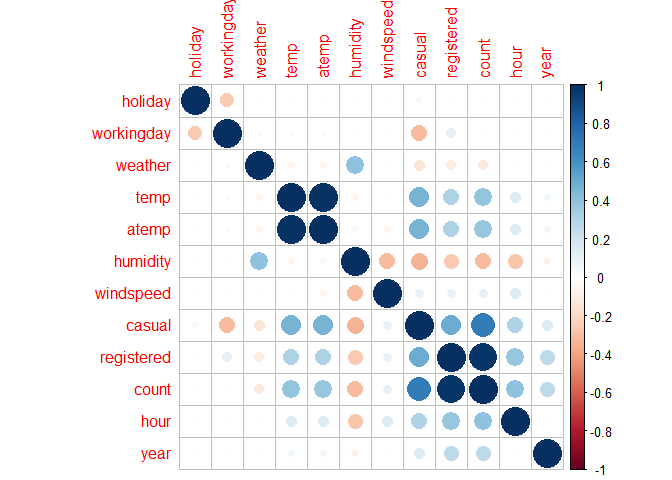 holiday
workingday
weather
temp
atemp
humidity
windspeed
casual
registered
count
hour
year
holiday
workingday
weather
temp
atemp
humidity
windspeed
casual
registered
count
hour
year
1
0.8
0.6
0.4
0.2
0
-0.2
-0.4
-0.6
-0.8
-1